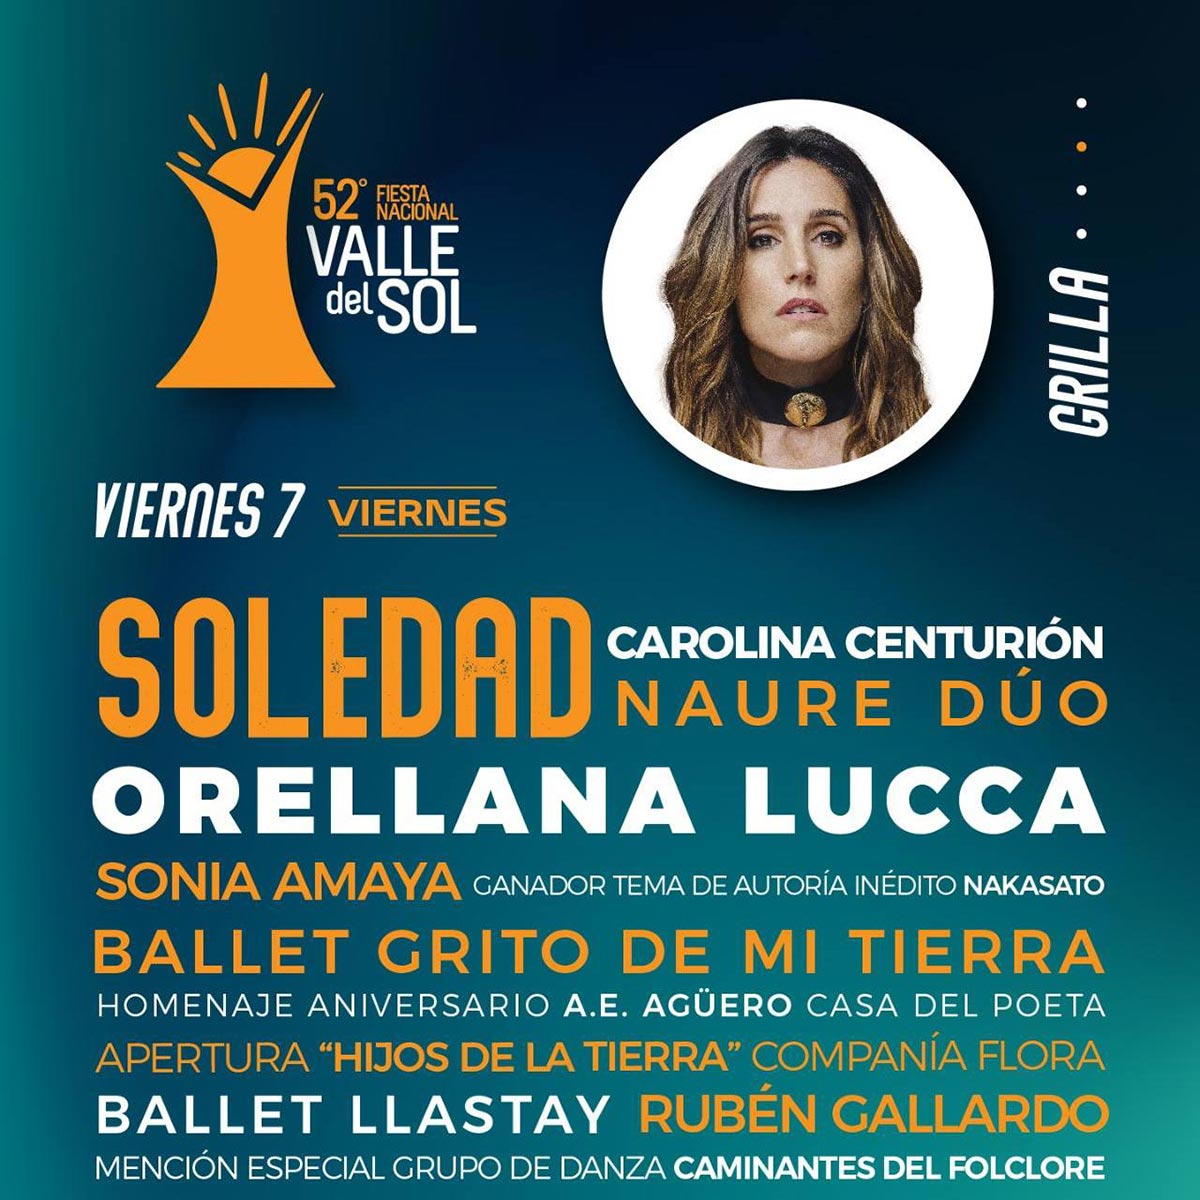 52° FIESTA NACIONAL
VALLE
del SOL
GRILLA
VIERNES 7 VIERNES
SOLEDAD
CAROLINA CENTURIÓN
NAURE DÚO
ORELLANA LUCCA
SONIA AMAYA GANADOR TEMA DE AUTORÍA INÉDITO NAKASATO
BALLET GRITO DE MI TIERRA
HOMENAJE ANIVERSARIO A.E. AGÜERO CASA DEL POETA
APERTURA “HIJOS DE LA TIERRA” COMPANÍA FLORA
BALLET LLASTAY RUBÉN GALLARDO
MENCIÓN ESPECIAL GRUPO DE DANZA CAMINANTES DEL FOLCLORE